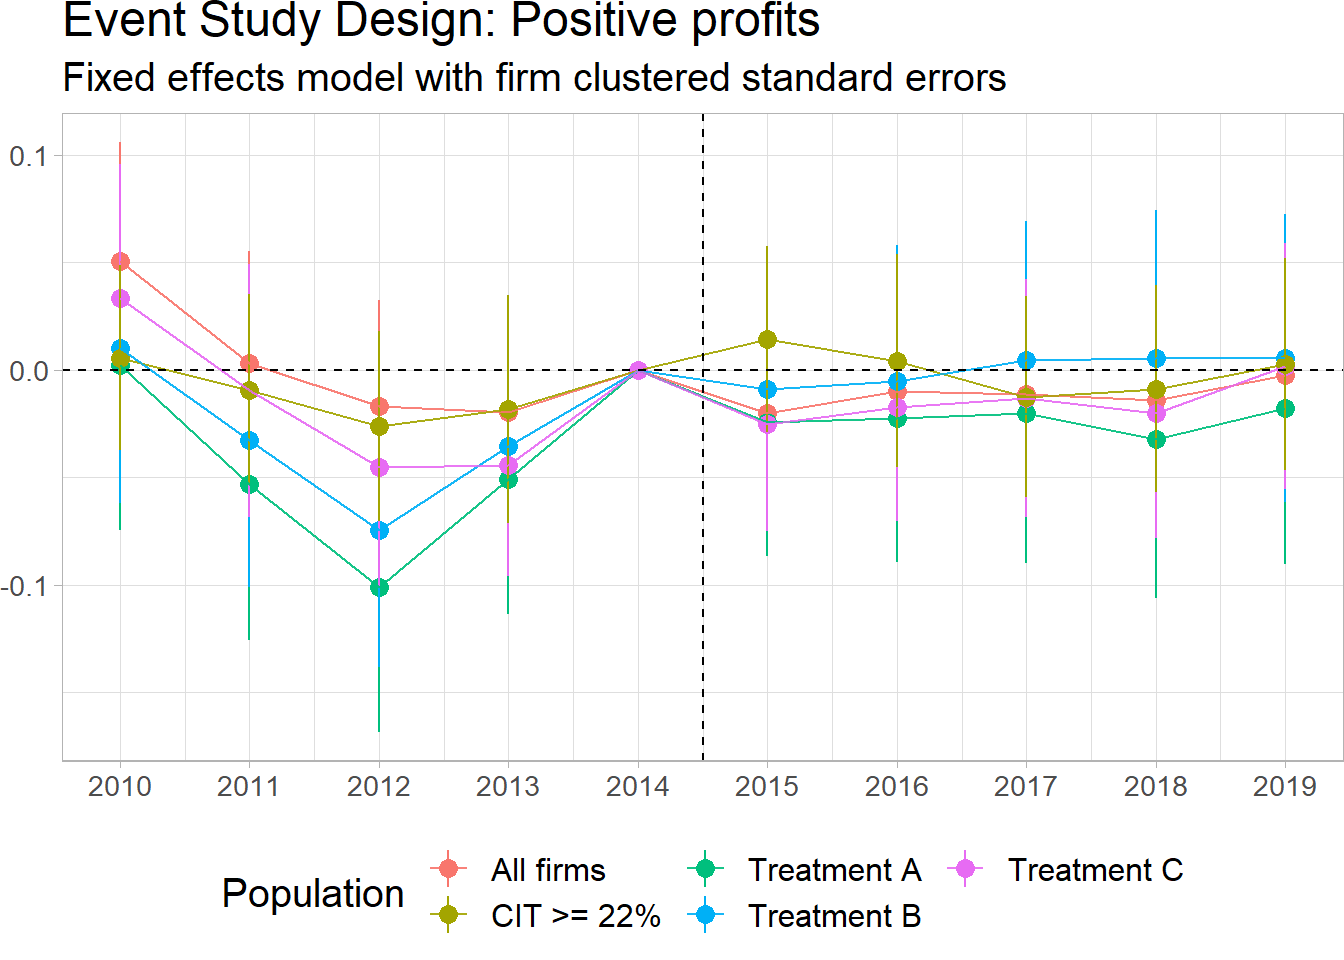 Event Study Design: Positive profits
Fixed effects model with firm clustered standard errors
0.1
0.0
-0.1
2010 2011 2012 2013 2014 2015 2016 2017 2018 2019
Population
All firms
Treatment A
Treatment C
CIT >= 22%
Treatment B